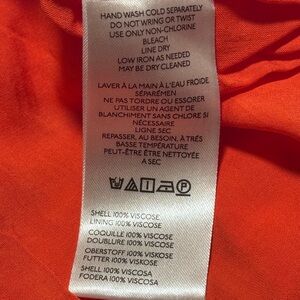 HAND WASH COLD SEPARATELY
DO NOT WRING OR TWIST
USE ONLY NON-CHLORINE
BLEACH
LINE DRY
LOW IRON AS NEEDED
MAY BE DRY CLEANED
LAVER À LA MAIN À L'EAU FROIDE
SÉPARÉMEN
NE PAS TORDRE OU ESSORER
UTILISER UN AGENT DE
BLANCHIMENT SANS CHLORE SI
NÉCESSAIRE
LIGNE SEC
REPASSER, AU BESOIN, À TRÈS
BASSE TEMPÉRATURE
PEUT-ÊTRE ÊTRE NETTOYÉE
A SEC
P
SHELL 100% VISCOSE
LINING 100% VISCOSE
COQUILLE 100% VISCOSE
DOUBLURE 100% VISCOSE
OBERSTOFF 100% VISKOSE
FUTTER 100% VISKOSE
SHELL 100% VISCOSA
FODERA 100% VISCOSA